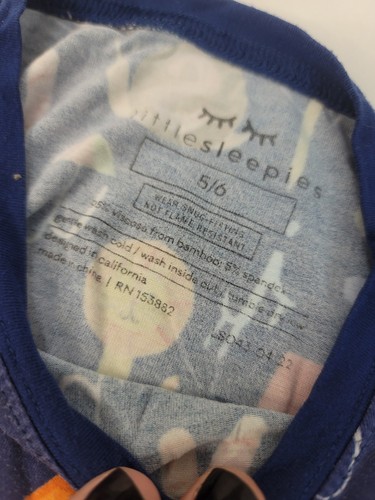 littlesleepies
5/6
WEAR SNUG-FITTING
NOT FLAME RESISTANT
95% viscose from bamboo; 5% spandex
gentle wash cold / wash inside out / tumble dry
designed in california
made in china. | RN 153882
LS043 04/22